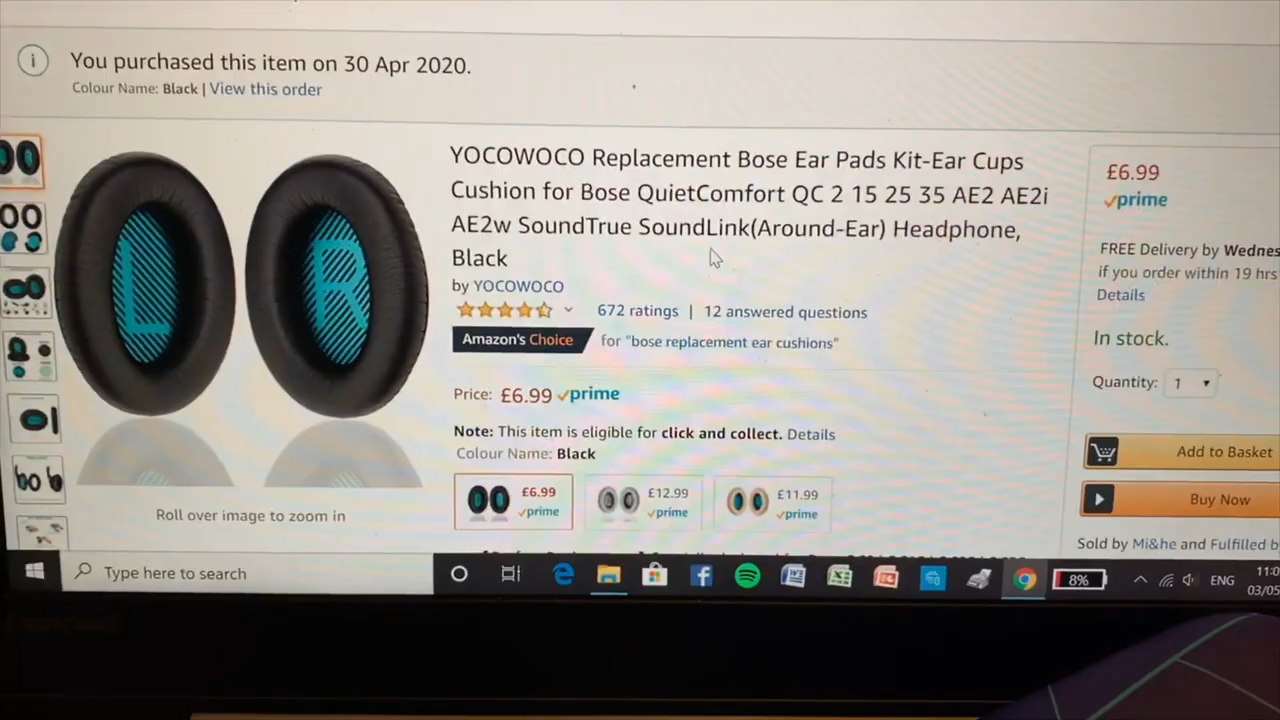 You purchased this item on 30 Apr 2020.
Colour Name: Black | View this order
YOCOWOCO Replacement Bose Ear Pads Kit-Ear Cups
Cushion for Bose QuietComfort QC 2 15 25 35 AE2 AE2i
AE2w SoundTrue SoundLink(Around-Ear) Headphone,
Black
by YOCOWOCO
672 ratings | 12 answered questions
Amazon's Choice for "bose replacement ear cushions"
Price: £6.99 prime
Note: This item is eligible for click and collect. Details
Colour Name: Black
£6.99 prime
£12.99 prime
£11.99 prime
L R
Roll over image to zoom in
£6.99
prime
FREE Delivery by Wednes
if you order within 19 hrs
Details
In stock.
Quantity: 1
Add to Basket
Buy Now
Sold by Mi&he and Fulfilled b
Type here to search
8%
ENG
11:0
03/05